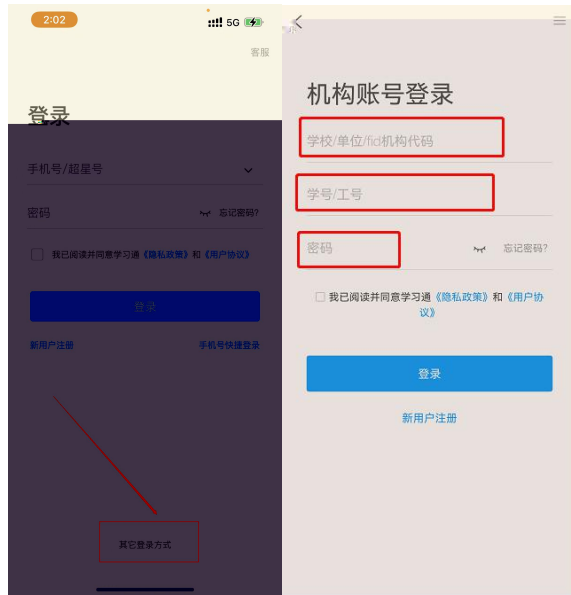 2:02
5G
客服
登录
手机号/超星号
密码
忘记密码?
我已阅读并同意学习通《隐私政策》和《用户协议》
登录
新用户注册
手机号快捷登录
其它登录方式
机构账号登录
学校/单位/fid机构代码
学号/工号
密码
忘记密码?
我已阅读并同意学习通《隐私政策》和《用户协
议》
登录
新用户注册